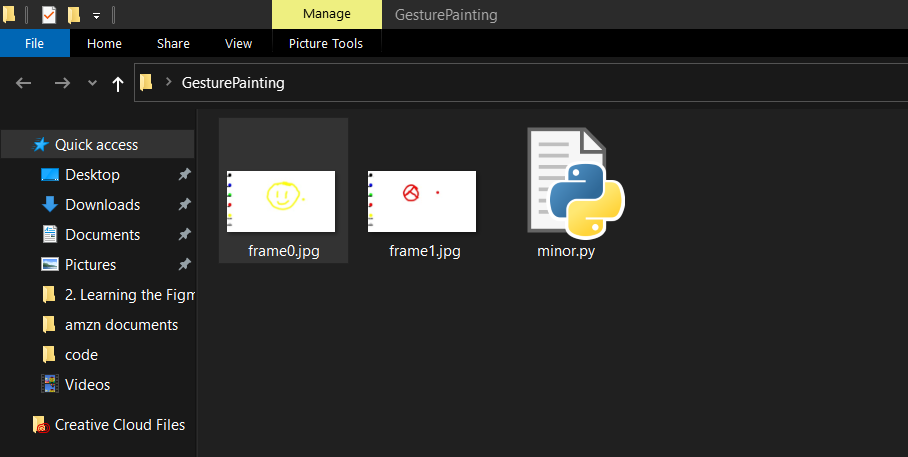 Manage
GesturePainting
File
Home
Share
View
Picture Tools
GesturePainting
Quick access
Desktop
Downloads
Documents
Pictures
2. Learning the Figm
amzn documents
code
Videos
Creative Cloud Files
frame0.jpg
frame1.jpg
minor.py